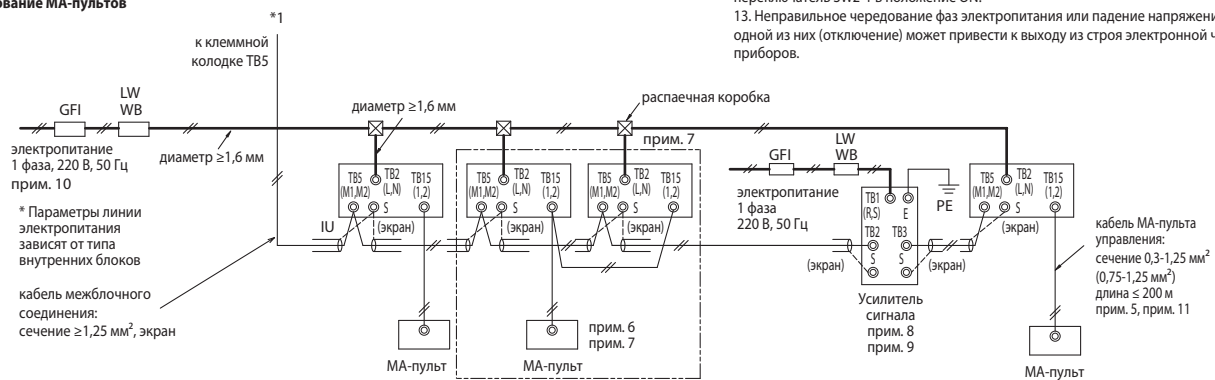 ование МА-пультов
*1
переключатель SW2-1 в положение ON.
13. Неправильное чередование фаз электропитания или падение напряжени
одной из них (отключение) может привести к выходу из строя электронной ч
приборов.
к клеммной
колодке TB5
GFI
LW
WB
диаметр ≥1,6 мм
распаечная коробка
прим. 7
электропитание
1 фаза, 220 В, 50 Гц
прим. 10
диаметр ≥1,6 мм
TB5
(M1,M2)
TB2
(L,N)
TB15
(1,2)
S
(экран)
TB5
(M1,M2)
TB2
(L,N)
TB15
(1,2)
S
(экран)
TB5
(M1,M2)
TB2
(L,N)
TB15
(1,2)
S
(экран)
GFI
LW
WB
электропитание
1 фаза
220 В, 50 Гц
TB1
(R,S)
E
PE
TB2
TB3
S
S
(экран)
(экран)
TB5
(M1,M2)
TB2
(L,N)
TB15
(1,2)
S
(экран)
* Параметры линии
электропитания
зависят от типа
внутренних блоков
IU
кабель межблочного
соединения:
сечение ≥1,25 мм², экран
кабель МА-пульта
управления:
сечение 0,3-1,25 мм²
(0,75-1,25 мм²)
длина ≤ 200 м
прим. 5, прим. 11
Усилитель
сигнала
прим. 8
прим. 9
прим. 6
прим. 7
МА-пульт
МА-пульт
МА-пульт